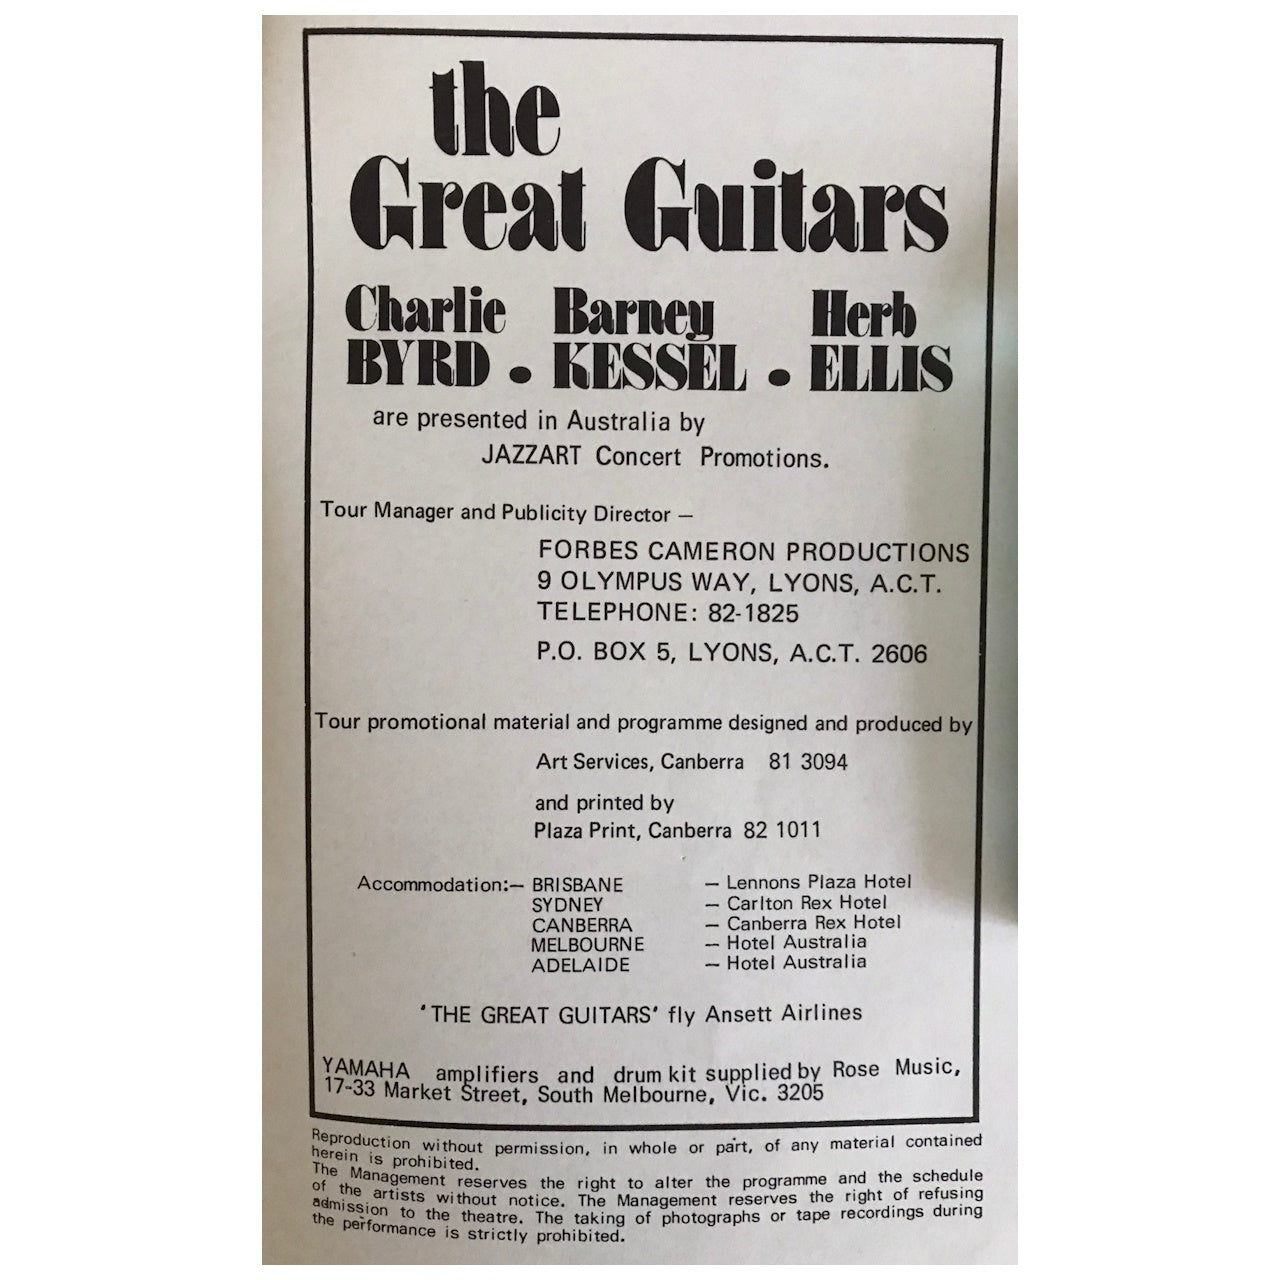 the
Great Guitars
Charlie Barney Herb
BYRD . KESSEL . ELLIS
are presented in Australia by
JAZZART Concert Promotions.
Tour Manager and Publicity Director —
FORBES CAMERON PRODUCTIONS
9 OLYMPUS WAY, LYONS, A.C.T.
TELEPHONE: 82-1825
P.O. BOX 5, LYONS, A.C.T. 2606
Tour promotional material and programme designed and produced by
Art Services, Canberra 81 3094
and printed by
Plaza Print, Canberra 82 1011
Accommodation:— BRISBANE — Lennons Plaza Hotel
SYDNEY — Carlton Rex Hotel
CANBERRA — Canberra Rex Hotel
MELBOURNE — Hotel Australia
ADELAIDE — Hotel Australia
'THE GREAT GUITARS' fly Ansett Airlines
YAMAHA amplifiers and drum kit supplied by Rose Music,
17-33 Market Street, South Melbourne, Vic. 3205
Reproduction without permission, in whole or part, of any material contained
herein is prohibited.
The Management reserves the right to alter the programme and the schedule
of the artists without notice. The Management reserves the right of refusing
admission to the theatre. The taking of photographs or tape recordings during
the performance is strictly prohibited.